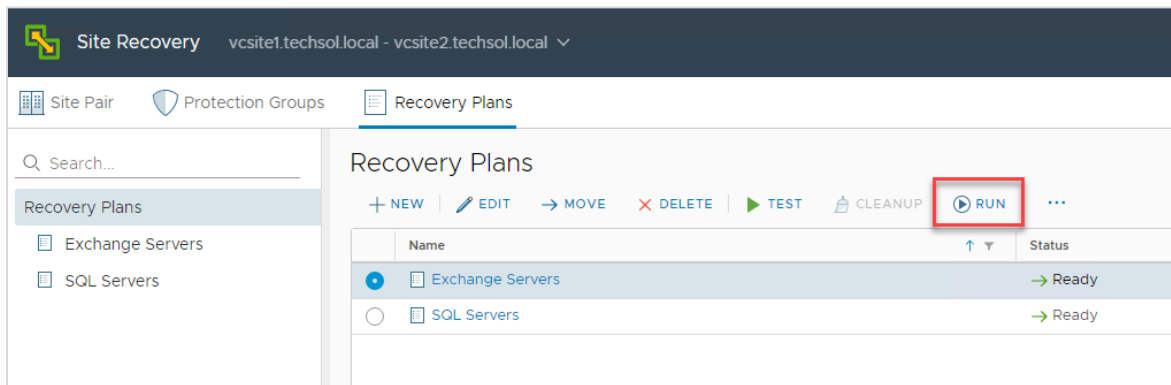 Site Recovery vcsite1.techsol.local - vcsite2.techsol.local
Site Pair Protection Groups Recovery Plans
Search...
Recovery Plans
Exchange Servers
SQL Servers
Recovery Plans
NEW EDIT MOVE DELETE TEST CLEANUP RUN ...
Name Status
Exchange Servers Ready
SQL Servers Ready